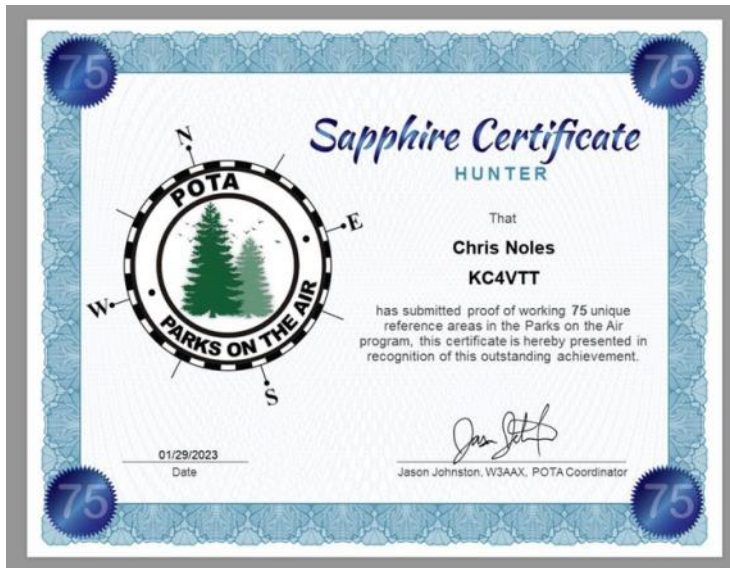 75
75
Sapphire Certificate
HUNTER
N
POTA
E
W
PARKS ON THE AIR
S
That
Chris Noles
KC4VTT
has submitted proof of working 75 unique
reference areas in the Parks on the Air
program, this certificate is hereby presented in
recognition of this outstanding achievement.
01/29/2023
Date
Jason Johnston, W3AAX, POTA Coordinator
75
75